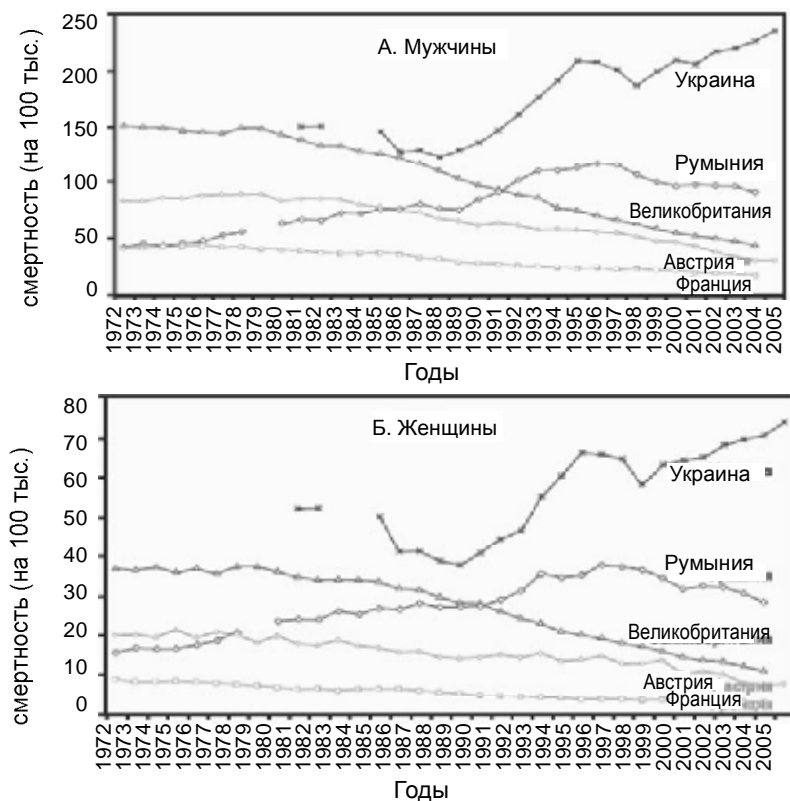 смертность (на 100 тыс.)
250
200
150
100
50
0
А. Мужчины
Украина
Румыния
Великобритания
Австрия
Франция
1972 1973 1974 1975 1976 1977 1978 1979 1980 1981 1982 1983 1984 1985 1986 1987 1988 1989 1990 1991 1992 1993 1994 1995 1996 1997 1998 1999 2000 2001 2002 2003 2004 2005
Годы
смертность (на 100 тыс.)
80
70
60
50
40
30
20
10
0
Б. Женщины
Украина
Румыния
Великобритания
Австрия
Франция
1972 1973 1974 1975 1976 1977 1978 1979 1980 1981 1982 1983 1984 1985 1986 1987 1988 1989 1990 1991 1992 1993 1994 1995 1996 1997 1998 1999 2000 2001 2002 2003 2004 2005
Годы